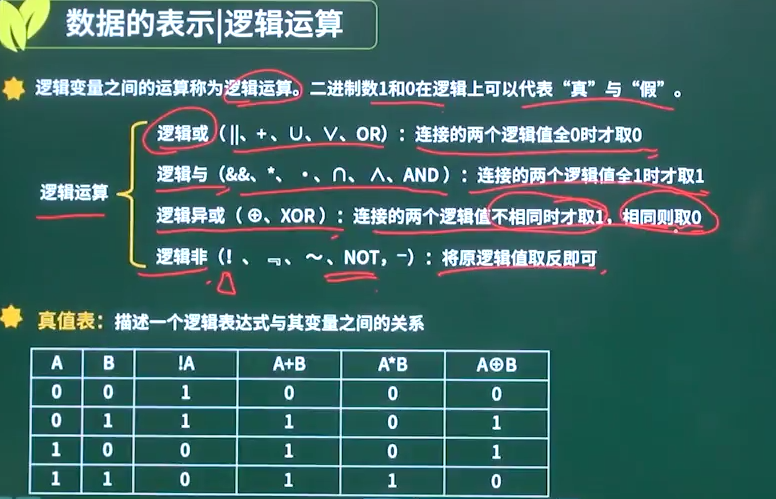 数据的表示|逻辑运算
逻辑变量之间的运算称为逻辑运算。二进制数1和0在逻辑上可以代表“真”与“假”。
逻辑或（||、+、∪、∨、OR）：连接的两个逻辑值全0时才取0
逻辑与（&&、*、·、∩、∧、AND）：连接的两个逻辑值全1时才取1
逻辑运算
逻辑异或（⊕、XOR）：连接的两个逻辑值不相同时才取1，相同则取0
逻辑非（！、﹃、～、NOT，−）：将原逻辑值取反即可
真值表：描述一个逻辑表达式与其变量之间的关系
A B !A A+B A*B A⊕B
0 0 1 0 0 0
0 1 1 1 0 1
1 0 0 1 0 1
1 1 0 1 1 0